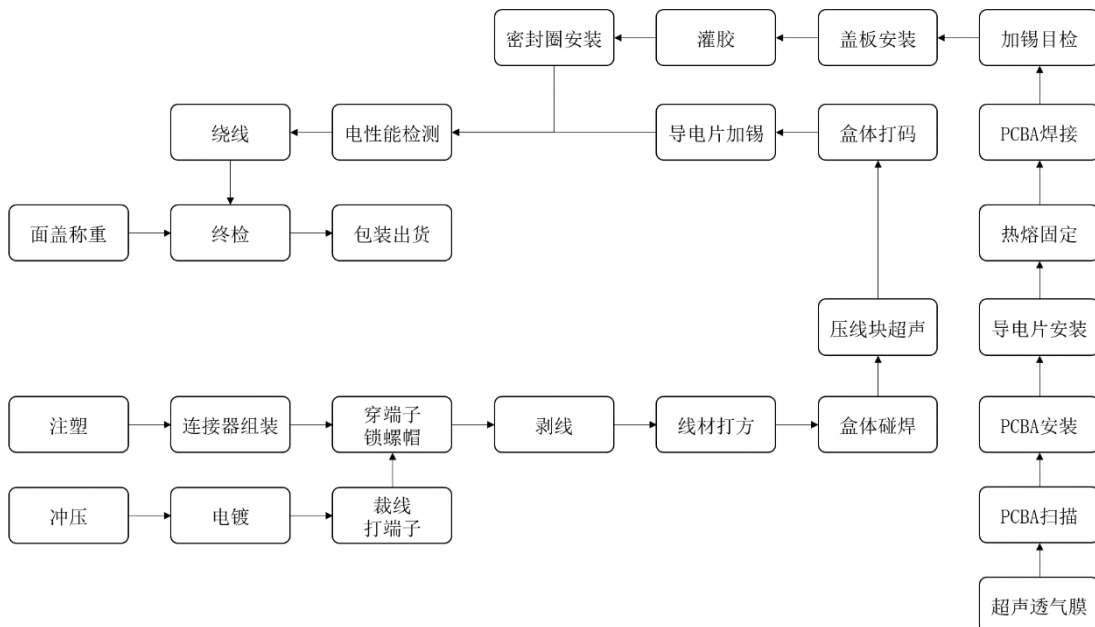 密封圈安装
灌胶
盖板安装
加锡目检
绕线
电性能检测
导电片加锡
盒体打码
PCBA焊接
面盖称重
终检
包装出货
热熔固定
压线块超声
导电片安装
注塑
连接器组装
穿端子
锁螺帽
剥线
线材打方
盒体碰焊
PCBA安装
冲压
电镀
裁线
打端子
PCBA扫描
超声透气膜